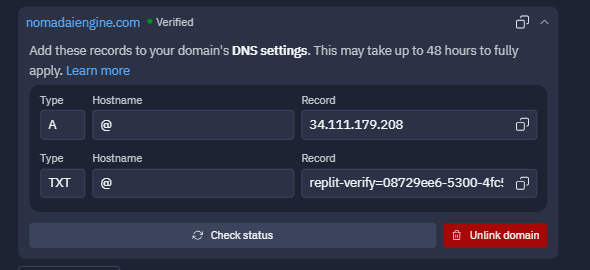 nomadaiengine.com • Verified
Add these records to your domain's DNS settings. This may take up to 48 hours to fully
apply. Learn more
Type Hostname Record
A @ 34.111.179.208
Type Hostname Record
TXT @ replit-verify=08729ee6-5300-4fc!
Check status Unlink domain